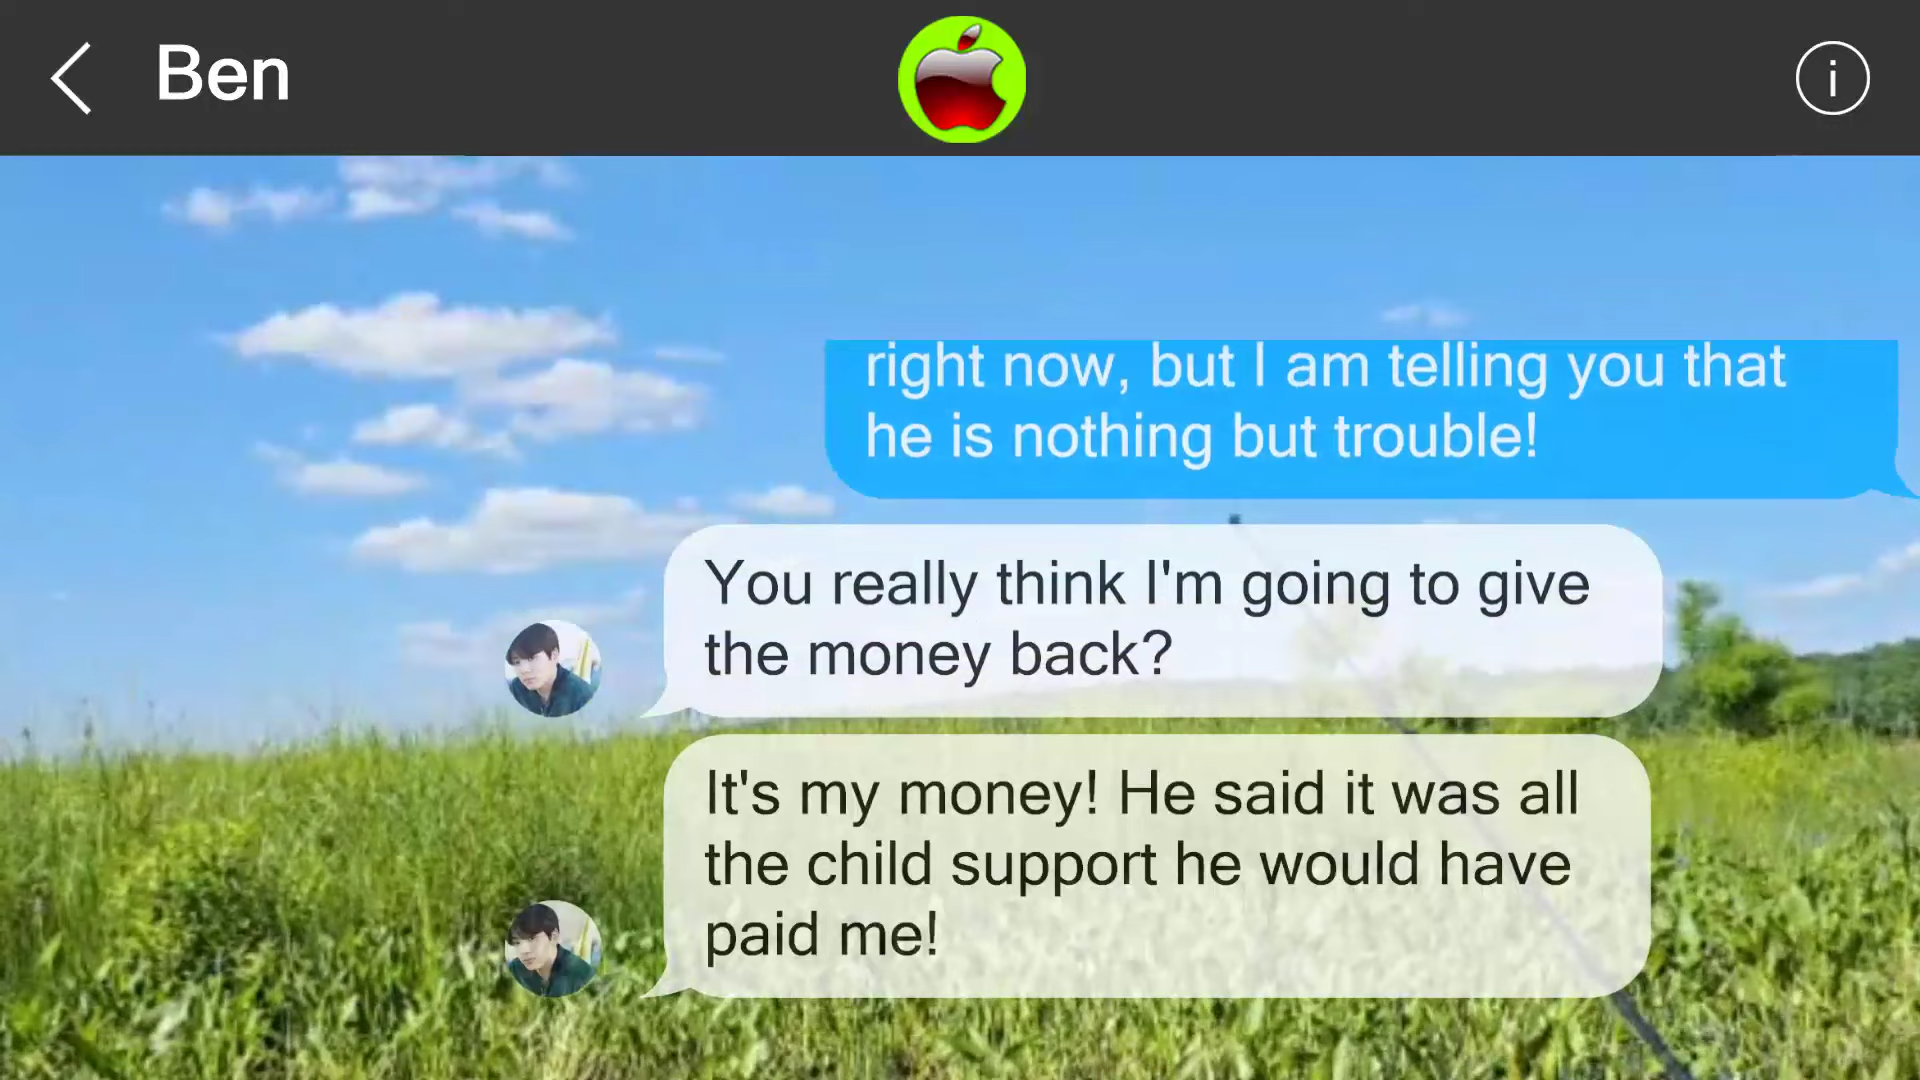 Ben
i
right now, but I am telling you that
he is nothing but trouble!
You really think I'm going to give
the money back?
It's my money! He said it was all
the child support he would have
paid me!